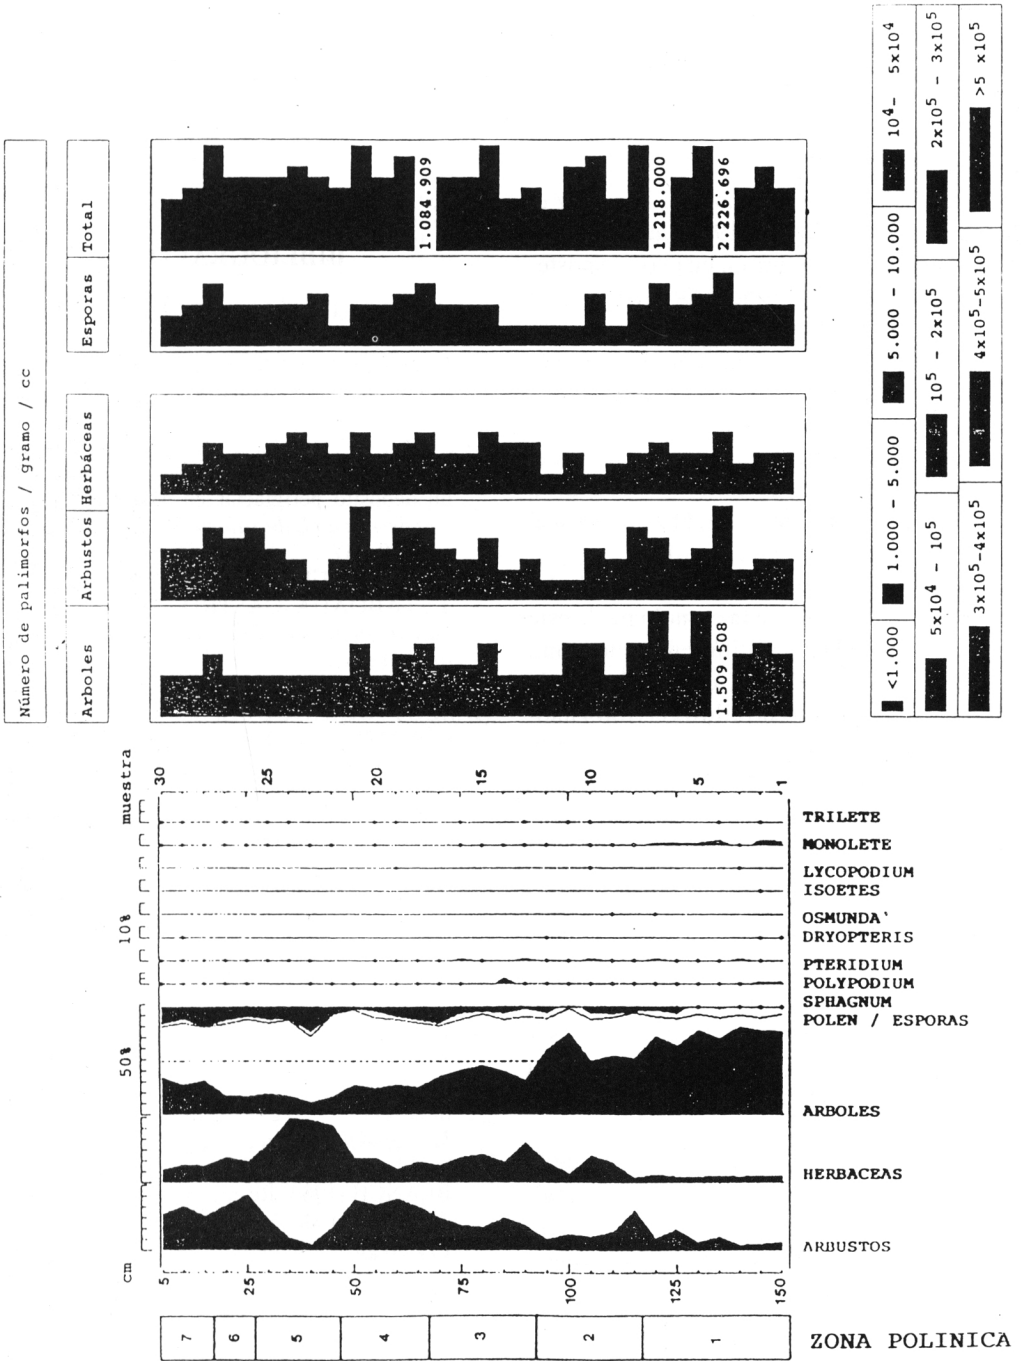 Número de palimorfos / gramo / cc
Arboles
Arbustos
Herbáceas
Esporas
Total
1.509.508
1.084.909
1.218.000
2.226.696
<1.000
1.000 - 5.000
5.000 - 10.000
10⁴- 5x10⁴
5x10⁴ - 10⁵
10⁵ - 2x10⁵
2x10⁵ - 3x10⁵
3x10⁵-4x10⁵
4x10⁵-5x10⁵
>5 x10⁵
muestra
30
25
20
15
10
5
1
10%
50%
TRILETE
MONOLETE
LYCOPODIUM
ISOETES
OSMUNDA
DRYOPTERIS
PTERIDIUM
POLYPODIUM
SPHAGNUM
POLEN / ESPORAS
ARBOLES
HERBACEAS
ARBUSTOS
cm
5
25
50
75
100
125
150
7
6
5
4
3
2
1
ZONA POLINICA